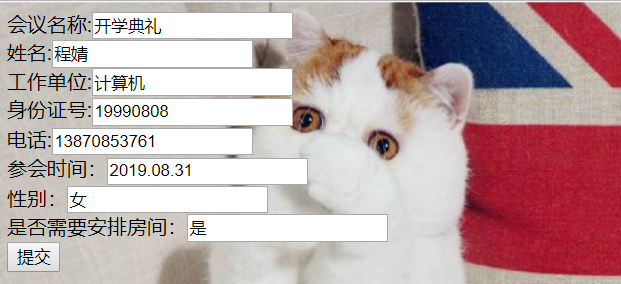 会议名称:开学典礼
姓名:程婧
工作单位:计算机
身份证号:19990808
电话:13870853761
参会时间：2019.08.31
性别：女
是否需要安排房间：是
提交